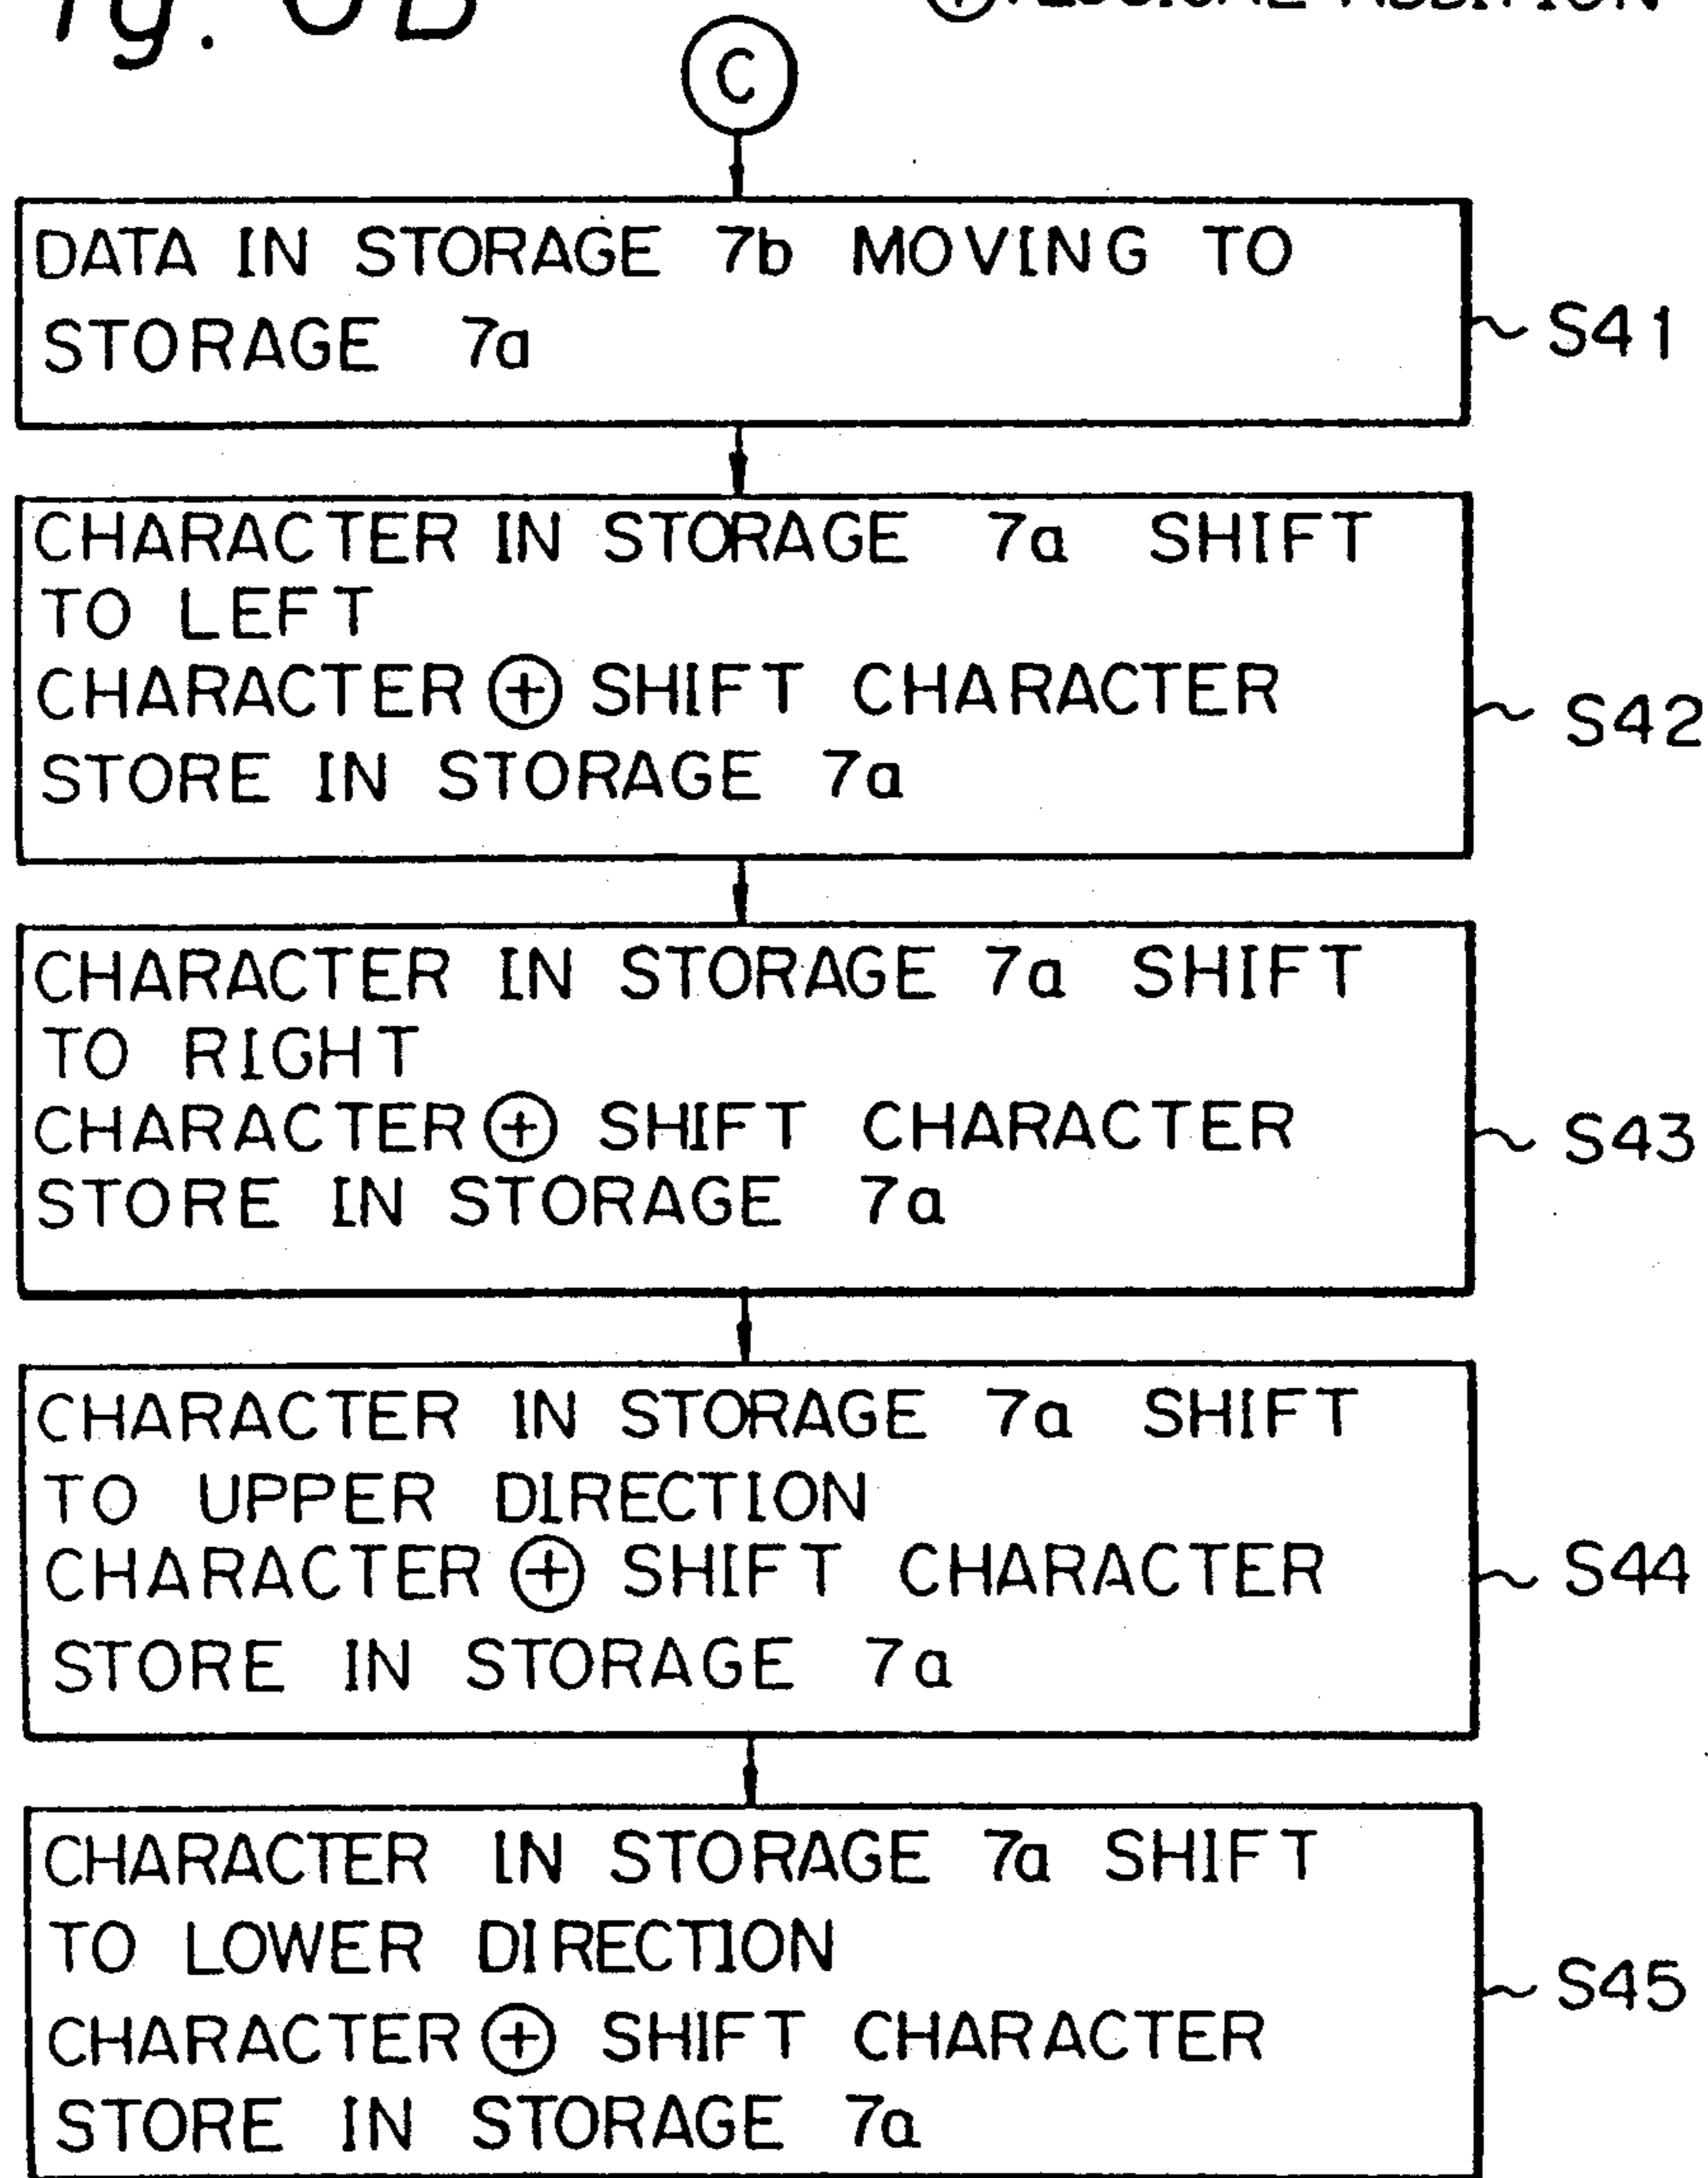 C
DATA IN STORAGE 7b MOVING TO
STORAGE 7a
S41
CHARACTER IN STORAGE 7a SHIFT
TO LEFT
CHARACTER ⊕ SHIFT CHARACTER
STORE IN STORAGE 7a
S42
CHARACTER IN STORAGE 7a SHIFT
TO RIGHT
CHARACTER ⊕ SHIFT CHARACTER
STORE IN STORAGE 7a
S43
CHARACTER IN STORAGE 7a SHIFT
TO UPPER DIRECTION
CHARACTER ⊕ SHIFT CHARACTER
STORE IN STORAGE 7a
S44
CHARACTER IN STORAGE 7a SHIFT
TO LOWER DIRECTION
CHARACTER ⊕ SHIFT CHARACTER
STORE IN STORAGE 7a
S45